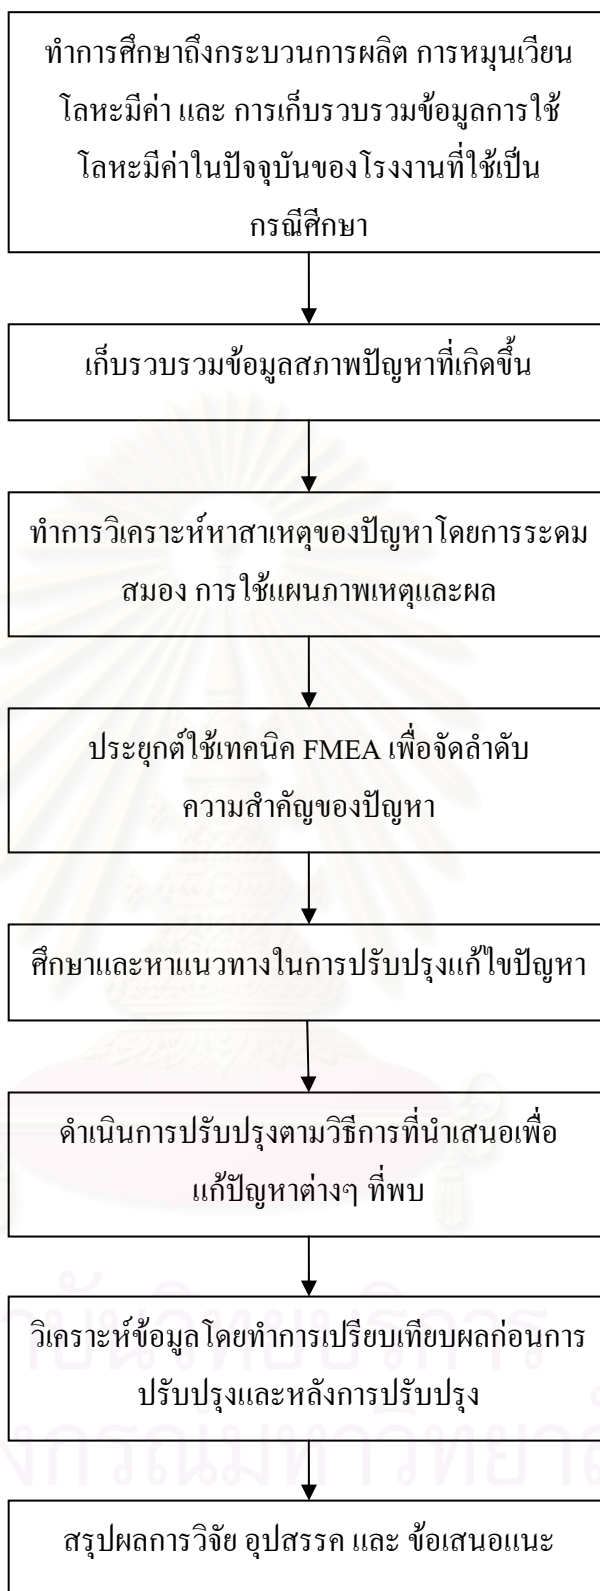 ทำการศึกษาถึงกระบวนการผลิต การหมุนเวียน
โลหะมีค่า และ การเก็บรวบรวมข้อมูลการใช้
โลหะมีค่าในปัจจุบันของโรงงานที่ใช้เป็น
กรณีศึกษา
เก็บรวบรวมข้อมูลสภาพปัญหาที่เกิดขึ้น
ทำการวิเคราะห์หาสาเหตุของปัญหาโดยการระดม
สมอง การใช้แผนภาพเหตุและผล
ประยุกต์ใช้เทคนิค FMEA เพื่อจัดลำดับ
ความสำคัญของปัญหา
ศึกษาและหาแนวทางในการปรับปรุงแก้ไขปัญหา
ดำเนินการปรับปรุงตามวิธีการที่นำเสนอเพื่อ
แก้ปัญหาต่างๆ ที่พบ
วิเคราะห์ข้อมูลโดยทำการเปรียบเทียบผลก่อนการ
ปรับปรุงและหลังการปรับปรุง
สรุปผลการวิจัย อุปสรรค และ ข้อเสนอแนะ